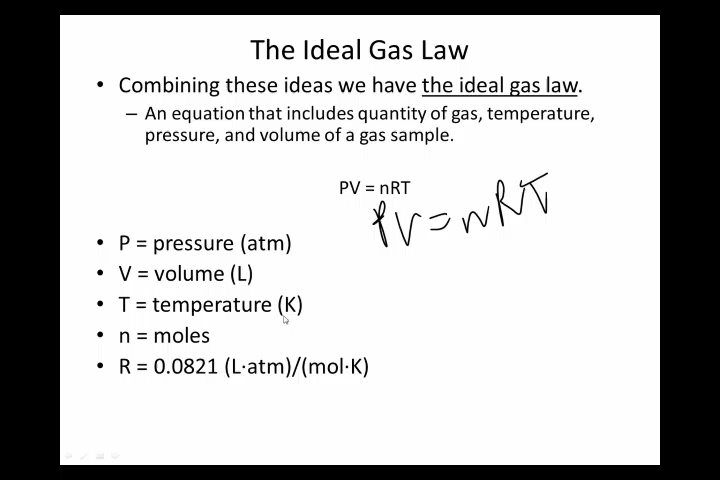 The Ideal Gas Law
• Combining these ideas we have the ideal gas law.
– An equation that includes quantity of gas, temperature,
pressure, and volume of a gas sample.
PV = nRT
PV=nRT
• P = pressure (atm)
• V = volume (L)
• T = temperature (K)
• n = moles
• R = 0.0821 (L·atm)/(mol·K)